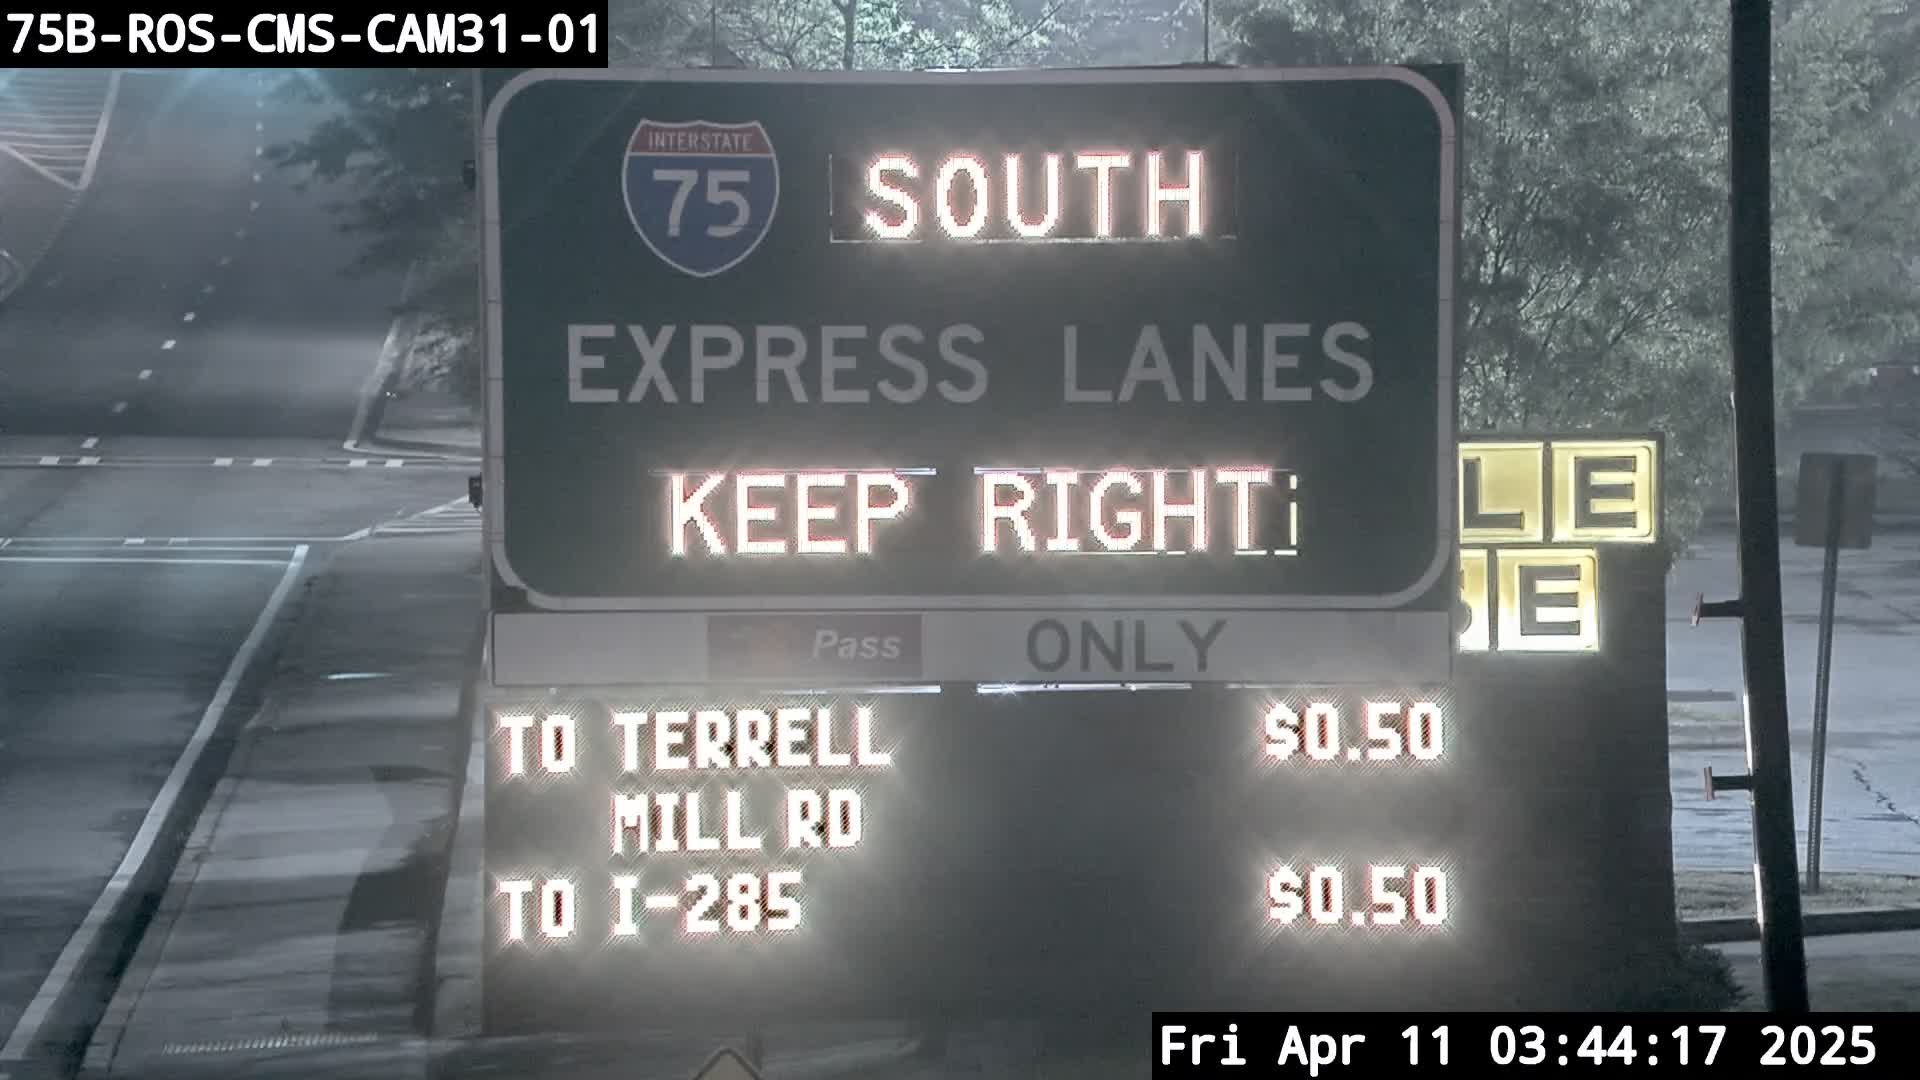 75B-ROS-CMS-CAM31-01
INTERSTATE
75
SOUTH
EXPRESS LANES
KEEP RIGHT
Pass ONLY
LE
E
TO TERRELL $0.50
MILL RD
TO I-285 $0.50
Fri Apr 11 03:44:17 2025